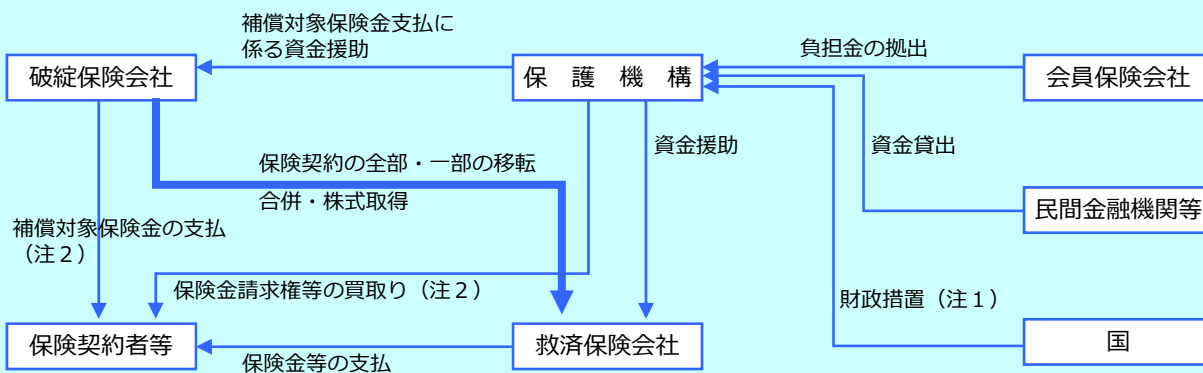 補償対象保険金支払に
係る資金援助
負担金の拠出
破綻保険会社
保 護 機 構
会員保険会社
資金援助
資金貸出
保険契約の全部・一部の移転
合併・株式取得
民間金融機関等
補償対象保険金の支払
（注２）
保険金請求権等の買取り（注２）
財政措置（注１）
保険契約者等
救済保険会社
国
保険金等の支払